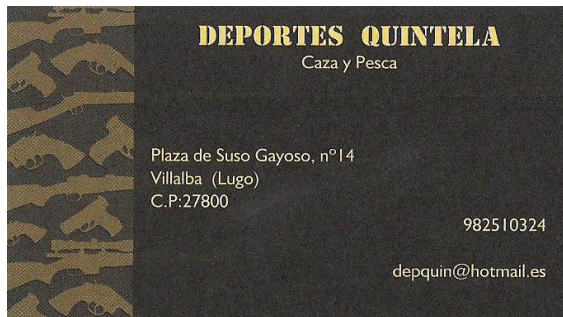 DEPORTES QUINTELA
Caza y Pesca
Plaza de Suso Gayoso, nº14
Villalba (Lugo)
C.P:27800
982510324
depquin@hotmail.es